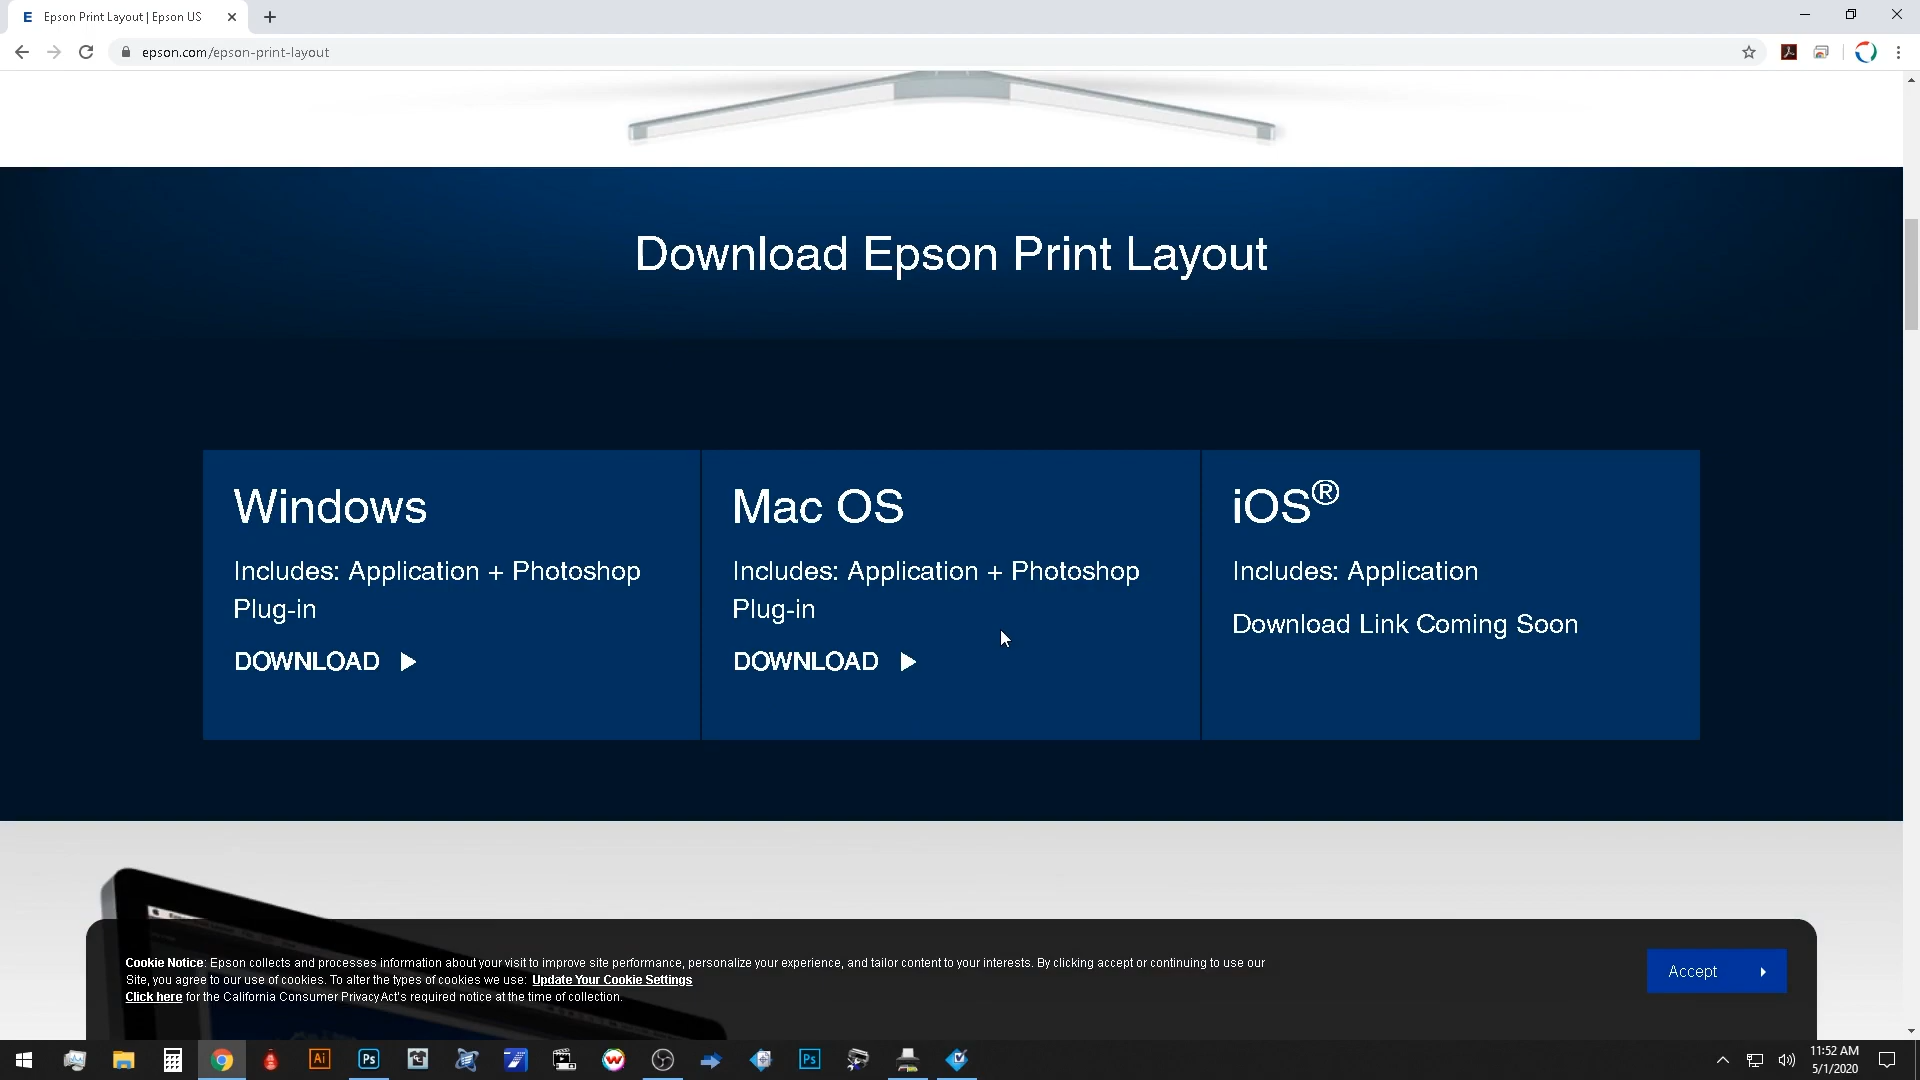 Epson Print Layout | Epson US
epson.com/epson-print-layout
Download Epson Print Layout
Windows
Includes: Application + Photoshop
Plug-in
DOWNLOAD
Mac OS
Includes: Application + Photoshop
Plug-in
DOWNLOAD
iOS®
Includes: Application
Download Link Coming Soon
Cookie Notice: Epson collects and processes information about your visit to improve site performance, personalize your experience, and tailor content to your interests. By clicking accept or continuing to use our
Site, you agree to our use of cookies. To alter the types of cookies we use: Update Your Cookie Settings
Click here for the California Consumer Privacy Act's required notice at the time of collection.
Accept
Ai
Ps
Ps
11:52 AM
5/1/2020